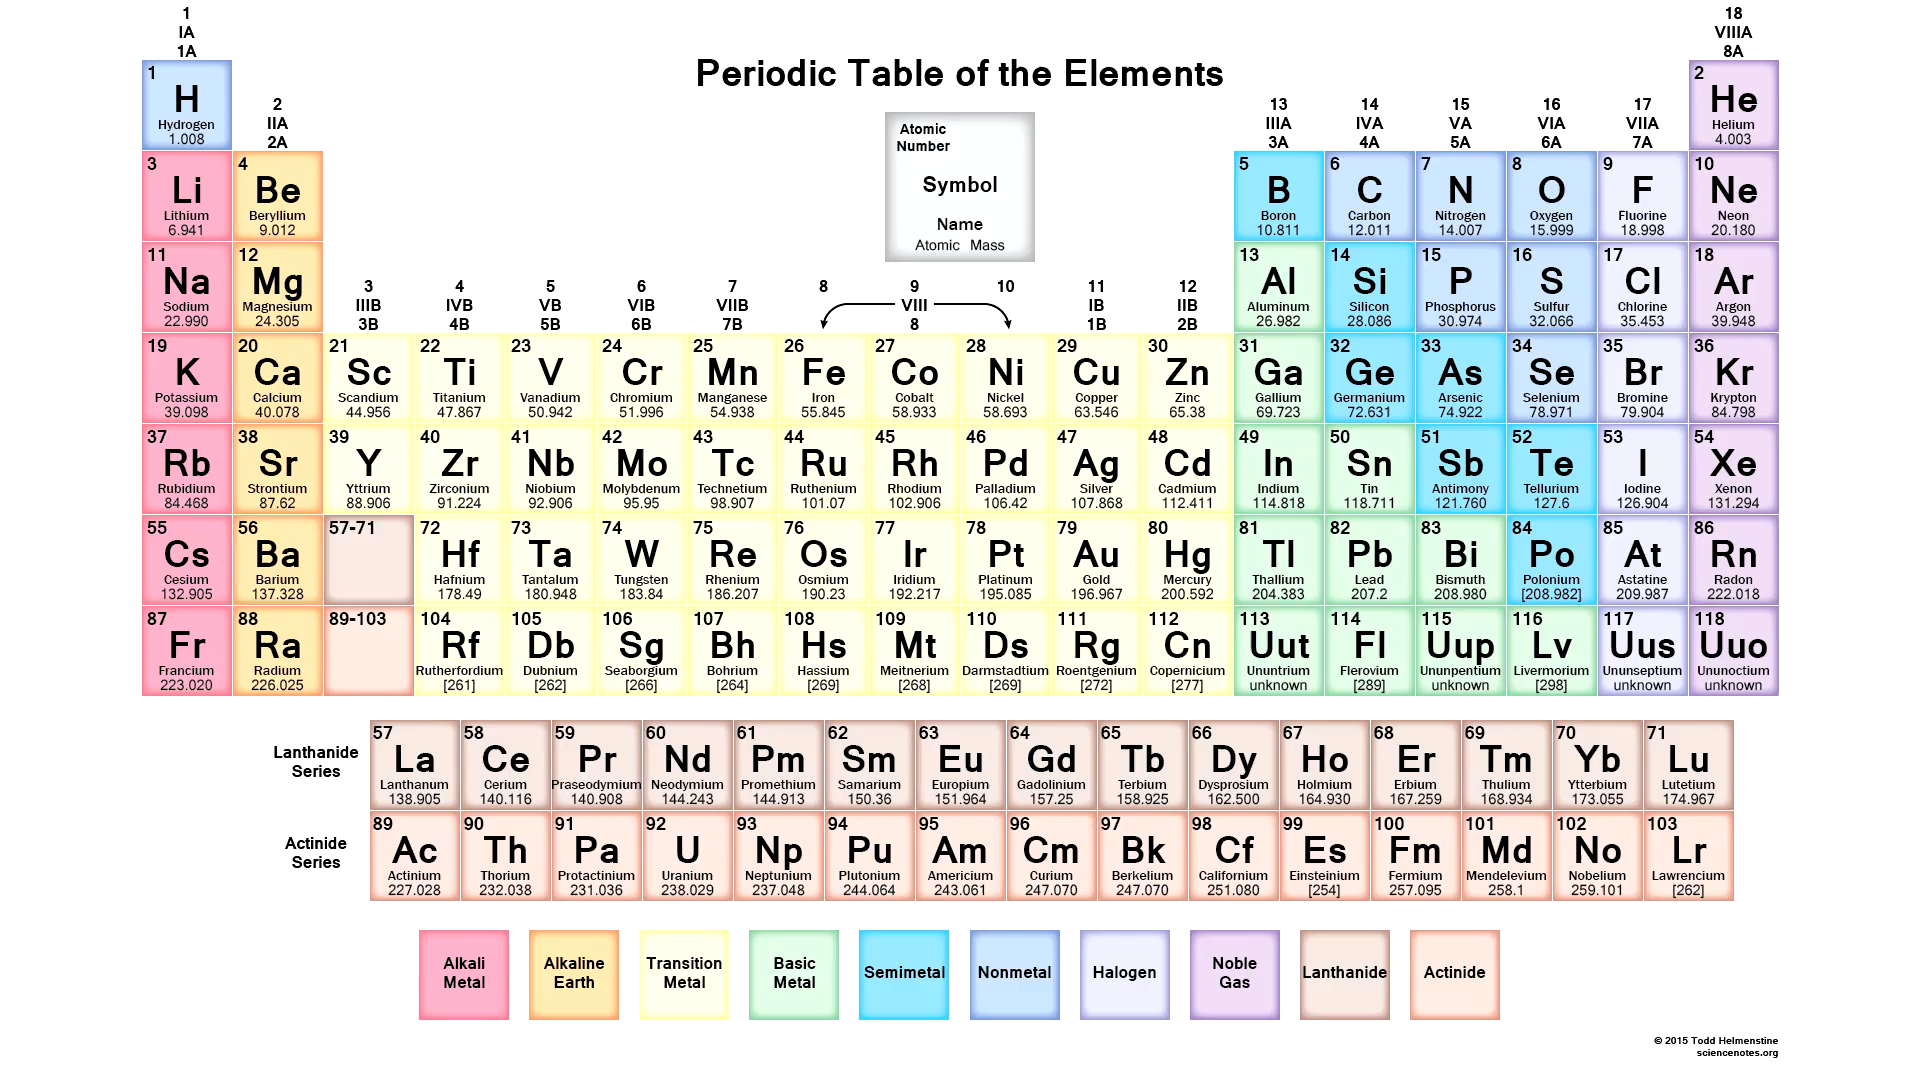 1 18
IA VIIIA
1A 8A
Periodic Table of the Elements
1 2
H He
Hydrogen Helium
1.008 4.003
2 13 14 15 16 17
IIA IIIA IVA VA VIA VIIA
2A 3A 4A 5A 6A 7A
Atomic
Number
Symbol
Name
Atomic Mass
3 4 5 6 7 8 9 10
Li Be B C N O F Ne
Lithium Beryllium Boron Carbon Nitrogen Oxygen Fluorine Neon
6.941 9.012 10.811 12.011 14.007 15.999 18.998 20.180
11 12 13 14 15 16 17 18
Na Mg Al Si P S Cl Ar
Sodium Magnesium Aluminum Silicon Phosphorus Sulfur Chlorine Argon
22.990 24.305 26.982 28.086 30.974 32.066 35.453 39.948
3 4 5 6 7 8 9 10 11 12
IIIB IVB VB VIB VIIB VIII IB IIB
3B 4B 5B 6B 7B 8 1B 2B
19 20 21 22 23 24 25 26 27 28 29 30 31 32 33 34 35 36
K Ca Sc Ti V Cr Mn Fe Co Ni Cu Zn Ga Ge As Se Br Kr
Potassium Calcium Scandium Titanium Vanadium Chromium Manganese Iron Cobalt Nickel Copper Zinc Gallium Germanium Arsenic Selenium Bromine Krypton
39.098 40.078 44.956 47.867 50.942 51.996 54.938 55.845 58.933 58.693 63.546 65.38 69.723 72.631 74.922 78.971 79.904 84.798
37 38 39 40 41 42 43 44 45 46 47 48 49 50 51 52 53 54
Rb Sr Y Zr Nb Mo Tc Ru Rh Pd Ag Cd In Sn Sb Te I Xe
Rubidium Strontium Yttrium Zirconium Niobium Molybdenum Technetium Ruthenium Rhodium Palladium Silver Cadmium Indium Tin Antimony Tellurium Iodine Xenon
84.468 87.62 88.906 91.224 92.906 95.95 98.907 101.07 102.906 106.42 107.868 112.411 114.818 118.711 121.760 127.6 126.904 131.294
55 56 57-71 72 73 74 75 76 77 78 79 80 81 82 83 84 85 86
Cs Ba Hf Ta W Re Os Ir Pt Au Hg Tl Pb Bi Po At Rn
Cesium Barium Hafnium Tantalum Tungsten Rhenium Osmium Iridium Platinum Gold Mercury Thallium Lead Bismuth Polonium Astatine Radon
132.905 137.328 178.49 180.948 183.84 186.207 190.23 192.217 195.085 196.967 200.592 204.383 207.2 208.980 [208.982] 209.987 222.018
87 88 89-103 104 105 106 107 108 109 110 111 112 113 114 115 116 117 118
Fr Ra Rf Db Sg Bh Hs Mt Ds Rg Cn Uut Fl Uup Lv Uus Uuo
Francium Radium Rutherfordium Dubnium Seaborgium Bohrium Hassium Meitnerium Darmstadtium Roentgenium Copernicium Ununtrium Flerovium Ununpentium Livermorium Ununseptium Ununoctium
223.020 226.025 [261] [262] [266] [264] [269] [268] [269] [272] [277] unknown [289] unknown [298] unknown unknown
Lanthanide
Series
57 58 59 60 61 62 63 64 65 66 67 68 69 70 71
La Ce Pr Nd Pm Sm Eu Gd Tb Dy Ho Er Tm Yb Lu
Lanthanum Cerium Praseodymium Neodymium Promethium Samarium Europium Gadolinium Terbium Dysprosium Holmium Erbium Thulium Ytterbium Lutetium
138.905 140.116 140.908 144.243 144.913 150.36 151.964 157.25 158.925 162.500 164.930 167.259 168.934 173.055 174.967
Actinide
Series
89 90 91 92 93 94 95 96 97 98 99 100 101 102 103
Ac Th Pa U Np Pu Am Cm Bk Cf Es Fm Md No Lr
Actinium Thorium Protactinium Uranium Neptunium Plutonium Americium Curium Berkelium Californium Einsteinium Fermium Mendelevium Nobelium Lawrencium
227.028 232.038 231.036 238.029 237.048 244.064 243.061 247.070 247.070 251.080 [254] 257.095 258.1 259.101 [262]
Alkali
Metal
Alkaline
Earth
Transition
Metal
Basic
Metal
Semimetal
Nonmetal
Halogen
Noble
Gas
Lanthanide
Actinide
© 2015 Todd Helmenstine
sciencenotes.org